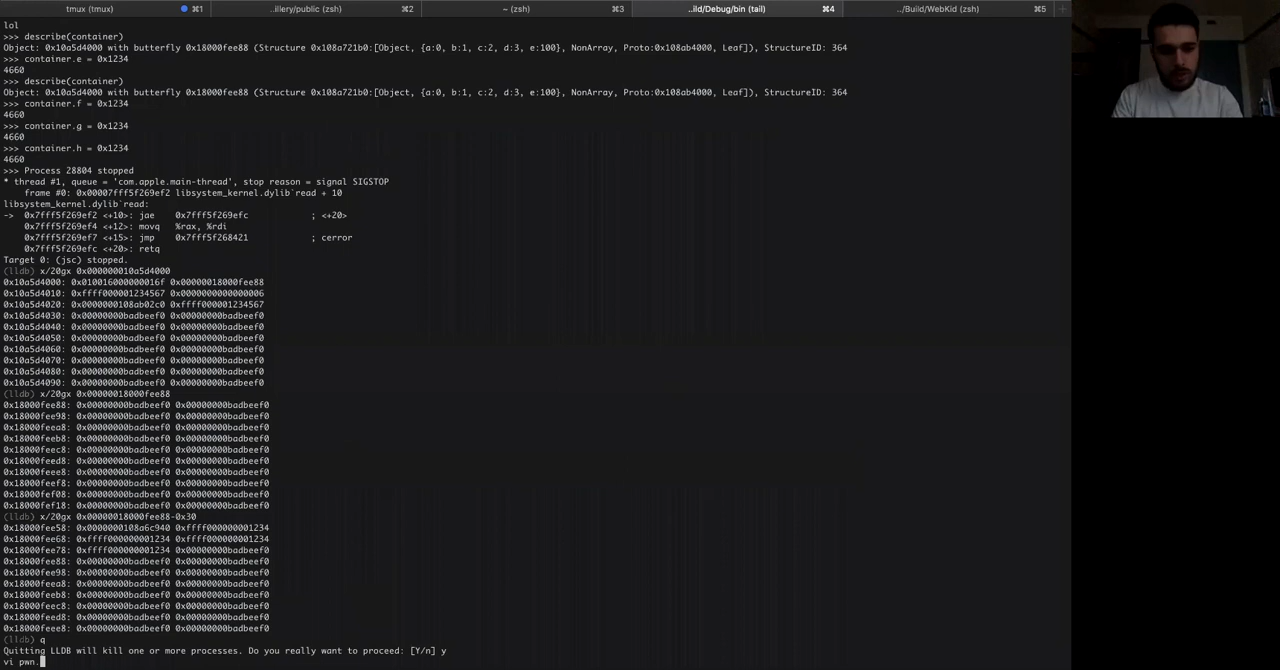 tmux (tmux) ⌘1 ..illery/public (zsh) ⌘2 ~ (zsh) ⌘3 ..ild/Debug/bin (tail) ⌘4 ../Build/WebKid (zsh) ⌘5
lol
>>> describe(container)
Object: 0x10a5d4000 with butterfly 0x18000fee88 (Structure 0x108a721b0:[Object, {a:0, b:1, c:2, d:3, e:100}, NonArray, Proto:0x108ab4000, Leaf]), StructureID: 364
>>> container.e = 0x1234
4660
>>> describe(container)
Object: 0x10a5d4000 with butterfly 0x18000fee88 (Structure 0x108a721b0:[Object, {a:0, b:1, c:2, d:3, e:100}, NonArray, Proto:0x108ab4000, Leaf]), StructureID: 364
>>> container.f = 0x1234
4660
>>> container.g = 0x1234
4660
>>> container.h = 0x1234
4660
>>> Process 28804 stopped
* thread #1, queue = 'com.apple.main-thread', stop reason = signal SIGSTOP
frame #0: 0x00007fff5f269ef2 libsystem_kernel.dylib`read + 10
libsystem_kernel.dylib`read:
-> 0x7fff5f269ef2 <+10>: jae 0x7fff5f269efc ; <+20>
0x7fff5f269ef4 <+12>: movq %rax, %rdi
0x7fff5f269ef7 <+15>: jmp 0x7fff5f268421 ; cerror
0x7fff5f269efc <+20>: retq
Target 0: (jsc) stopped.
(lldb) x/20gx 0x000000010a5d4000
0x10a5d4000: 0x010016000000016f 0x00000018000fee88
0x10a5d4010: 0xffff000001234567 0x0000000000000006
0x10a5d4020: 0x0000000108ab02c0 0xffff000001234567
0x10a5d4030: 0x00000000badbeef0 0x00000000badbeef0
0x10a5d4040: 0x00000000badbeef0 0x00000000badbeef0
0x10a5d4050: 0x00000000badbeef0 0x00000000badbeef0
0x10a5d4060: 0x00000000badbeef0 0x00000000badbeef0
0x10a5d4070: 0x00000000badbeef0 0x00000000badbeef0
0x10a5d4080: 0x00000000badbeef0 0x00000000badbeef0
0x10a5d4090: 0x00000000badbeef0 0x00000000badbeef0
(lldb) x/20gx 0x00000018000fee88
0x18000fee88: 0x00000000badbeef0 0x00000000badbeef0
0x18000fee98: 0x00000000badbeef0 0x00000000badbeef0
0x18000feea8: 0x00000000badbeef0 0x00000000badbeef0
0x18000feeb8: 0x00000000badbeef0 0x00000000badbeef0
0x18000feec8: 0x00000000badbeef0 0x00000000badbeef0
0x18000feed8: 0x00000000badbeef0 0x00000000badbeef0
0x18000feee8: 0x00000000badbeef0 0x00000000badbeef0
0x18000feef8: 0x00000000badbeef0 0x00000000badbeef0
0x18000fef08: 0x00000000badbeef0 0x00000000badbeef0
0x18000fef18: 0x00000000badbeef0 0x00000000badbeef0
(lldb) x/20gx 0x00000018000fee88-0x30
0x18000fee58: 0x0000000108a6c940 0xffff000000001234
0x18000fee68: 0xffff000000001234 0xffff000000001234
0x18000fee78: 0xffff000000001234 0x00000000badbeef0
0x18000fee88: 0x00000000badbeef0 0x00000000badbeef0
0x18000fee98: 0x00000000badbeef0 0x00000000badbeef0
0x18000feea8: 0x00000000badbeef0 0x00000000badbeef0
0x18000feeb8: 0x00000000badbeef0 0x00000000badbeef0
0x18000feec8: 0x00000000badbeef0 0x00000000badbeef0
0x18000feed8: 0x00000000badbeef0 0x00000000badbeef0
0x18000feee8: 0x00000000badbeef0 0x00000000badbeef0
(lldb) q
Quitting LLDB will kill one or more processes. Do you really want to proceed: [Y/n] y
vi pwn.